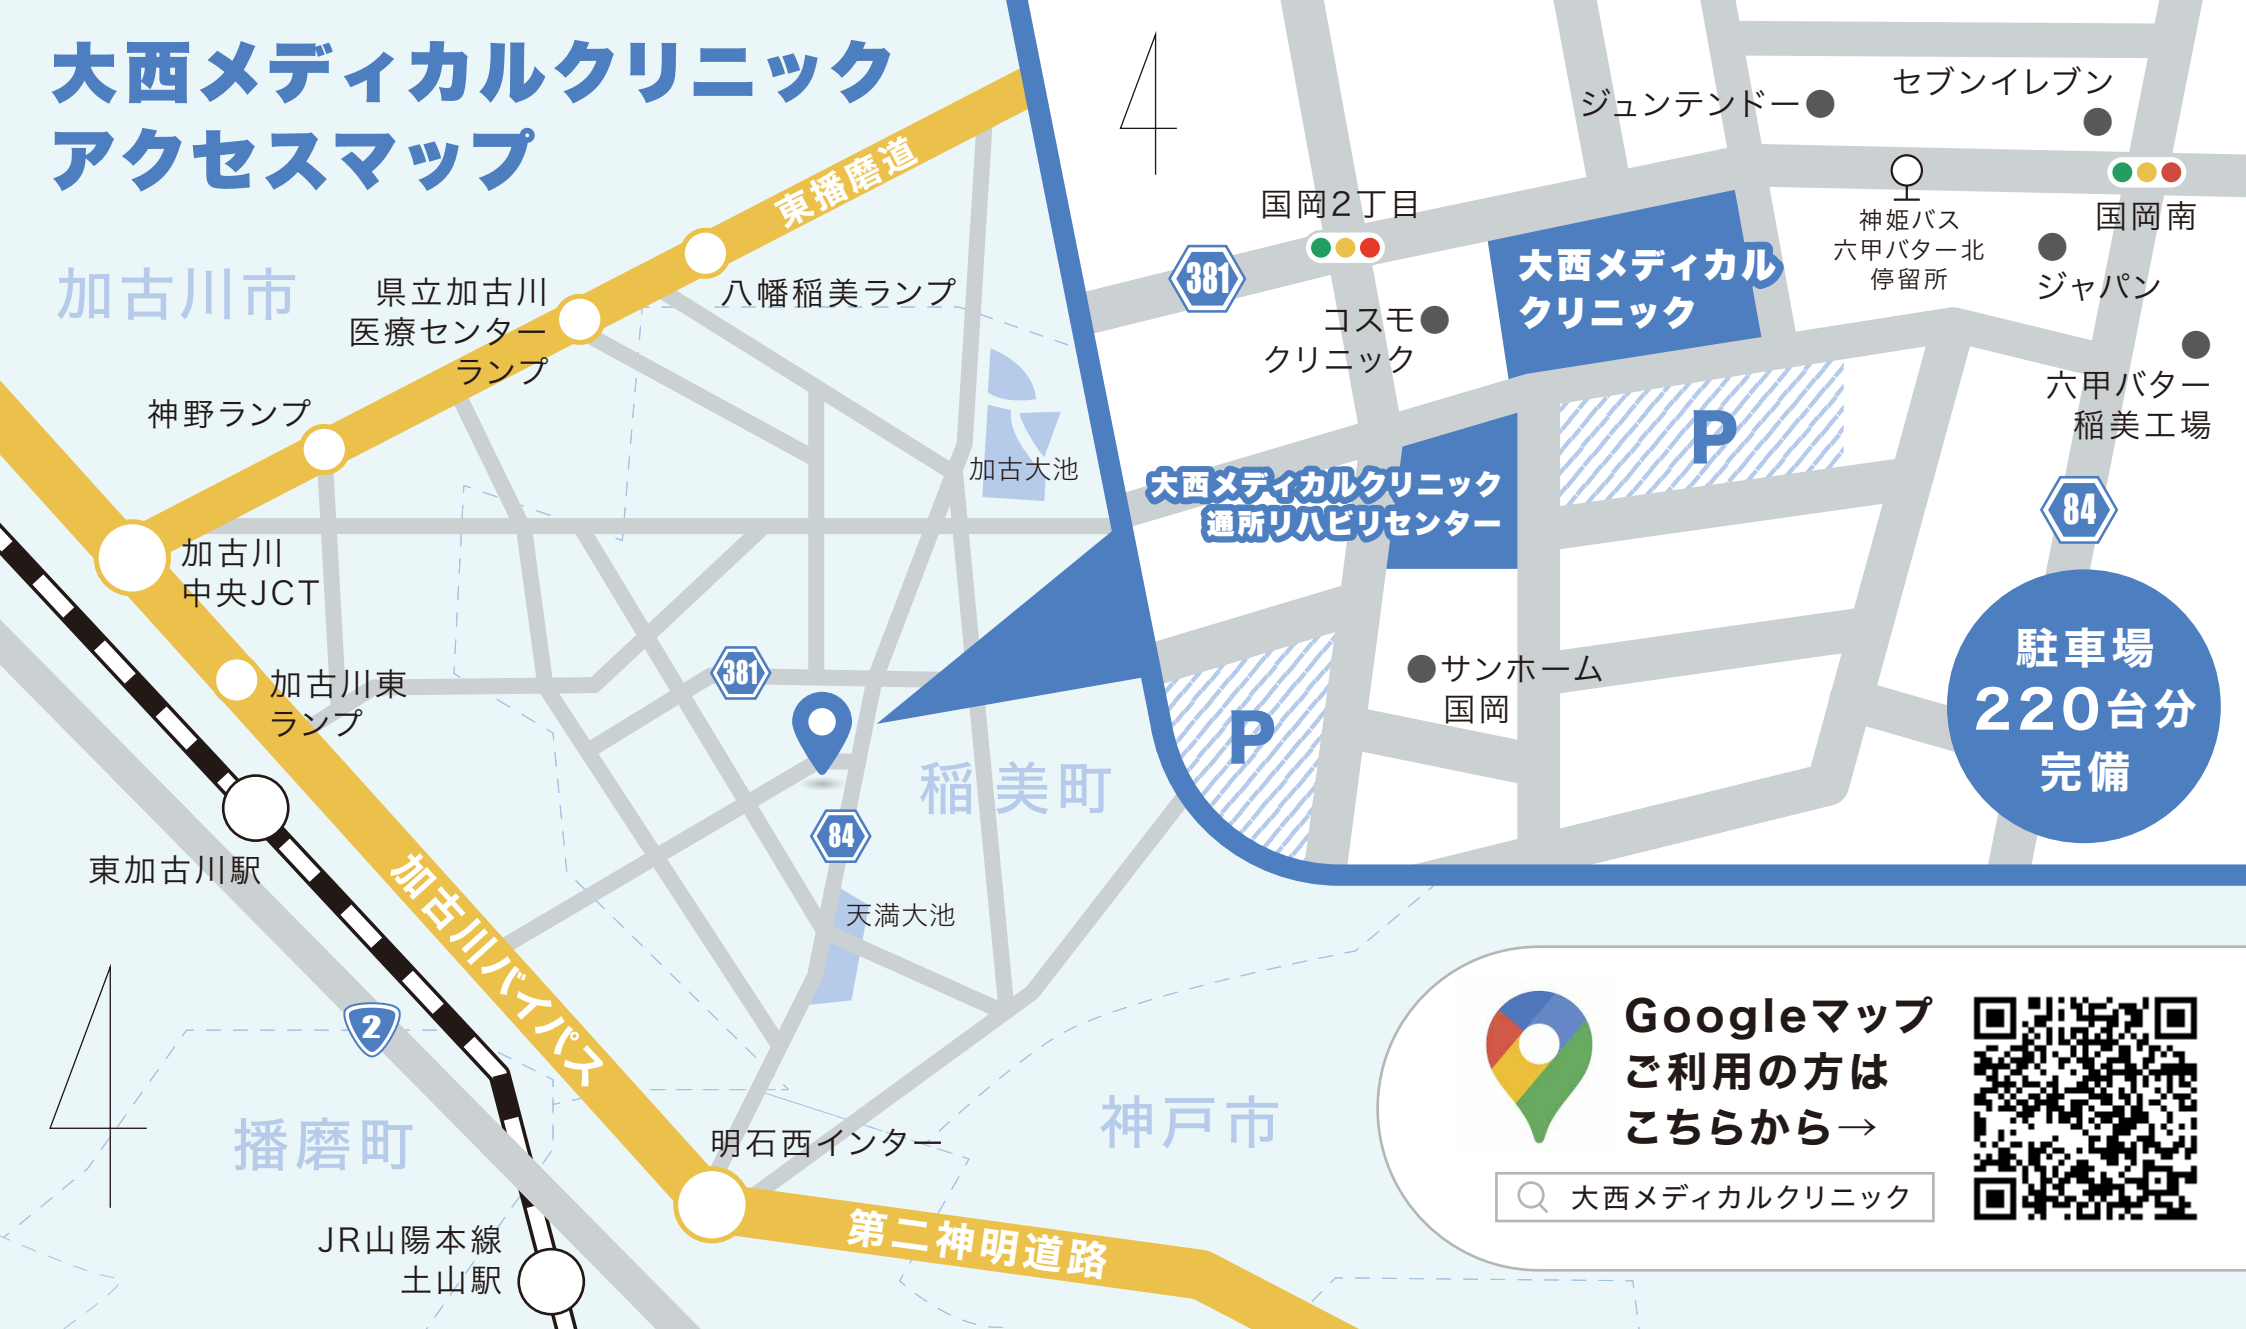 大西メディカルクリニック
アクセスマップ
加古川市
東播磨道
八幡稲美ランプ
県立加古川
医療センター
ランプ
神野ランプ
加古川
中央JCT
加古川東
ランプ
東加古川駅
加古川バイパス
2
播磨町
JR山陽本線
土山駅
明石西インター
第二神明道路
神戸市
加古大池
381
84
稲美町
天満大池
ジュンテンドー
セブンイレブン
国岡2丁目
381
大西メディカル
クリニック
神姫バス
六甲バター北
停留所
国岡南
ジャパン
コスモ
クリニック
六甲バター
稲美工場
P
大西メディカルクリニック
通所リハビリセンター
84
サンホーム
国岡
P
駐車場
220台分
完備
Googleマップ
ご利用の方は
こちらから→
大西メディカルクリニック